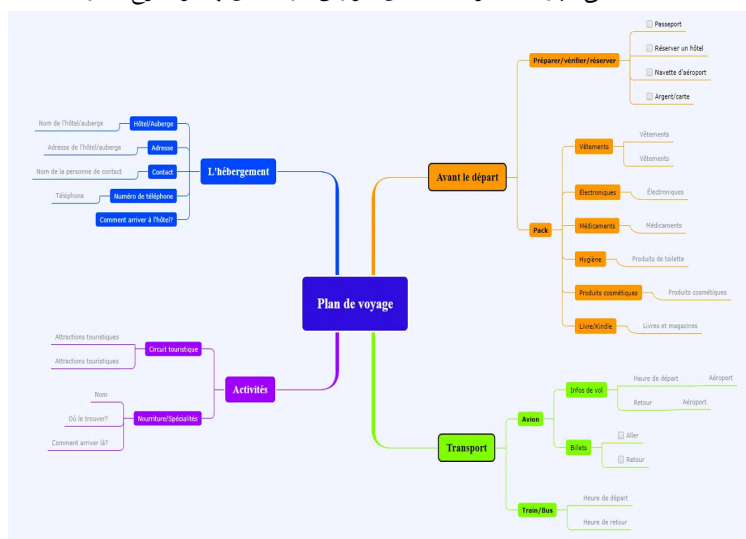 Plan de voyage
Avant le départ
Préparer/vérifier/réserver
Passeport
Réserver un hôtel
Navette d'aéroport
Argent/carte
Pack
Vêtements
Vêtements
Vêtements
Électroniques
Électroniques
Médicaments
Médicaments
Hygiène
Produits de toilette
Produits cosmétiques
Produits cosmétiques
Livre/Kindle
Livres et magazines
Transport
Avion
Infos de vol
Heure de départ
Aéroport
Retour
Aéroport
Billets
Aller
Retour
Train/Bus
Heure de départ
Heure de retour
L'hébergement
Hôtel/Auberge
Nom de l'hôtel/auberge
Adresse
Adresse de l'hôtel/auberge
Contact
Nom de la personne de contact
Numéro de téléphone
Téléphone
Comment arriver à l'hôtel?
Activités
Circuit touristique
Attractions touristiques
Attractions touristiques
Nourriture/Spécialités
Nom
Où le trouver?
Comment arriver là?